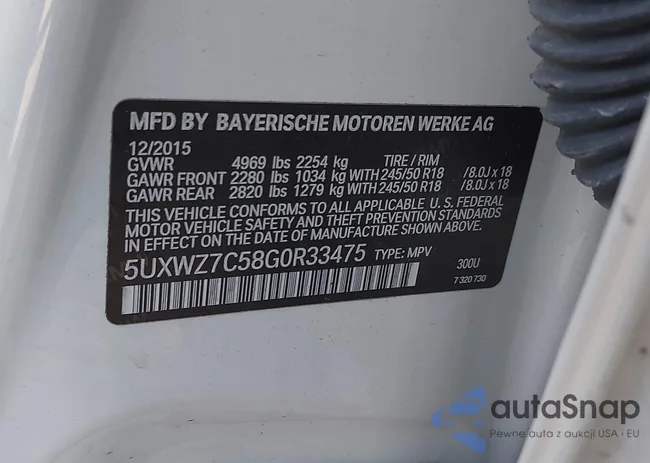 MFD BY BAYERISCHE MOTOREN WERKE AG
12/2015
GVWR 4969 lbs 2254 kg TIRE / RIM
GAWR FRONT 2280 lbs 1034 kg WITH 245/50 R18 /8.0J x 18
GAWR REAR 2820 lbs 1279 kg WITH 245/50 R18 /8.0J x 18
THIS VEHICLE CONFORMS TO ALL APPLICABLE U. S. FEDERAL
MOTOR VEHICLE SAFETY AND THEFT PREVENTION STANDARDS
IN EFFECT ON THE DATE OF MANUFACTURE SHOWN ABOVE.
5UXWZ7C58G0R33475 TYPE: MPV 300U
7 320 730
autaSnap
Pewne auta z aukcji USA i EU